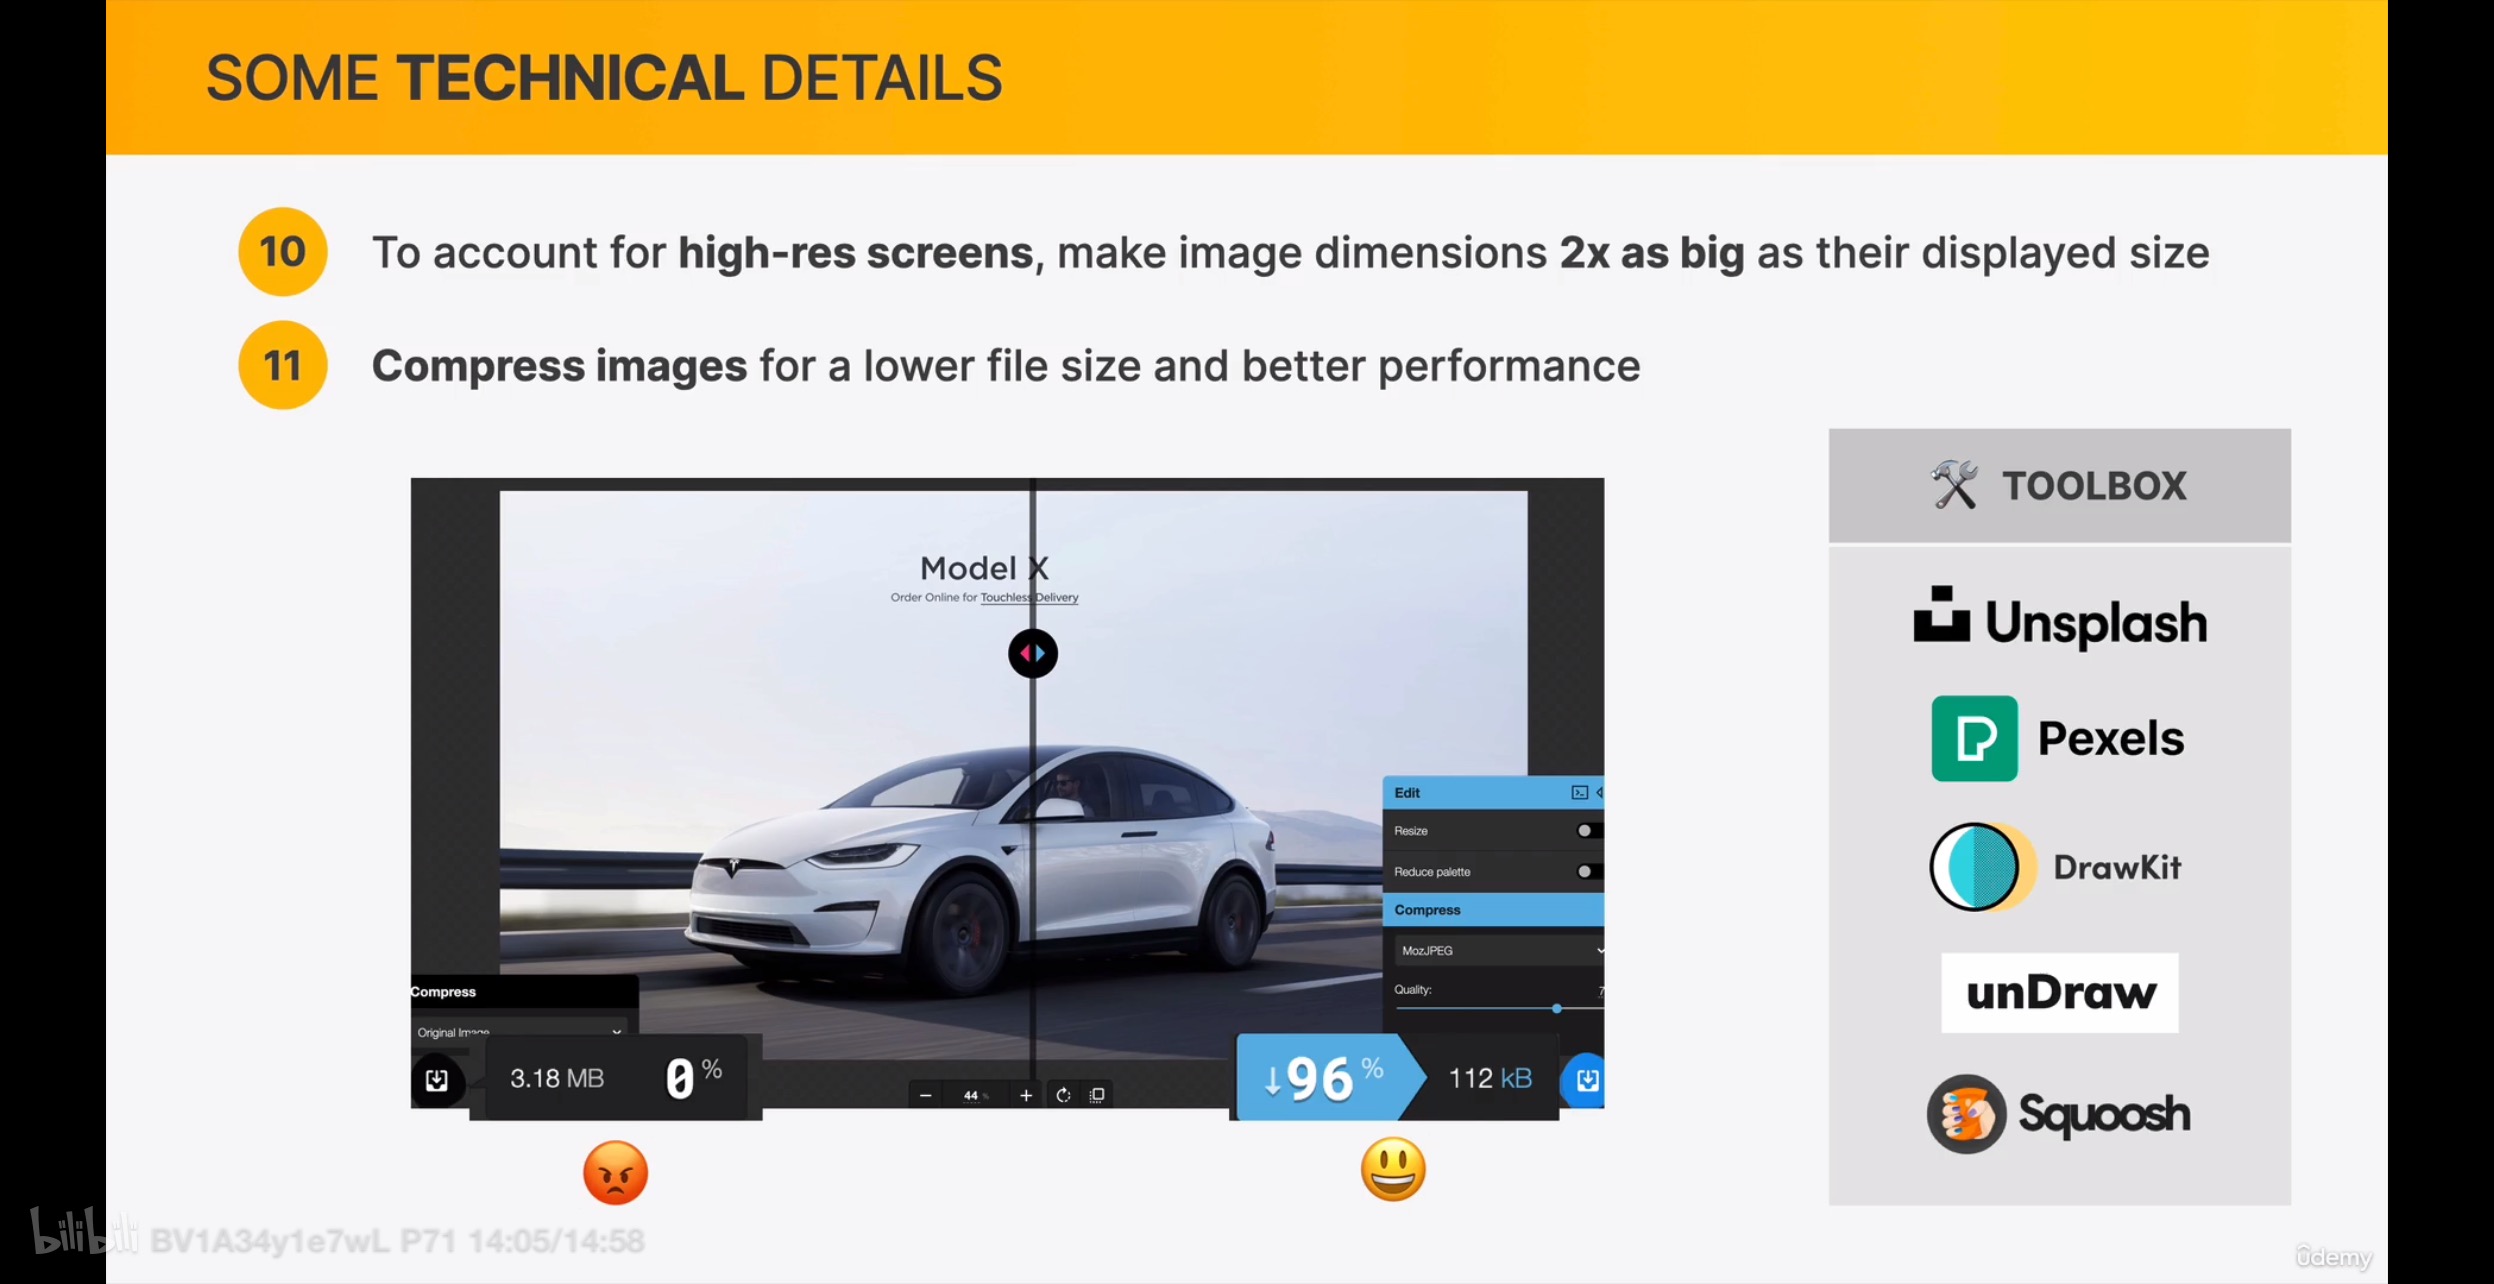 SOME TECHNICAL DETAILS
10 To account for high-res screens, make image dimensions 2x as big as their displayed size
11 Compress images for a lower file size and better performance
Model X
Order Online for Touchless Delivery
Edit
Resize
Reduce palette
Compress
MozJPEG
Quality: 7
Compress
Original Image
3.18 MB 0 %
− 44 % +
↓96 % 112 kB
TOOLBOX
Unsplash
Pexels
DrawKit
unDraw
Squoosh
bilibili BV1A34y1e7wL P71 14:05/14:58
ûdemy